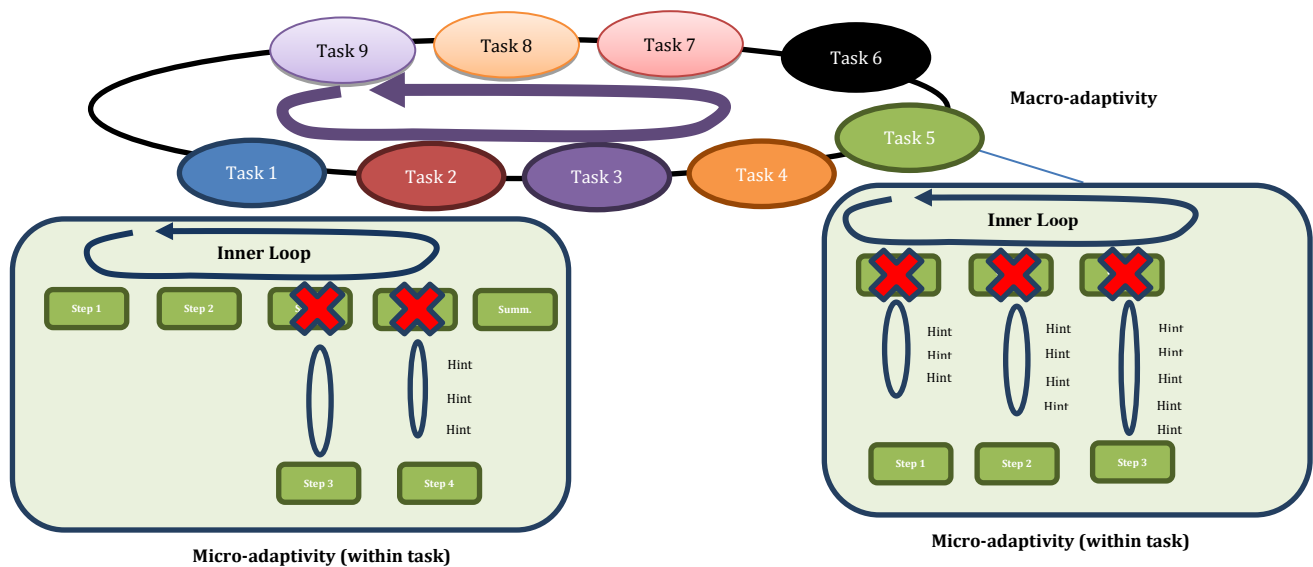 Task 9
Task 8
Task 7
Task 6
Macro-adaptivity
Task 5
Task 1
Task 2
Task 3
Task 4
Inner Loop
Step 1
Step 2
Summ.
Hint
Hint
Hint
Step 3
Step 4
Micro-adaptivity (within task)
Inner Loop
Hint
Hint
Hint
Hint
Hint
Hint
Hint
Hint
Hint
Hint
Hint
Hint
Step 1
Step 2
Step 3
Micro-adaptivity (within task)